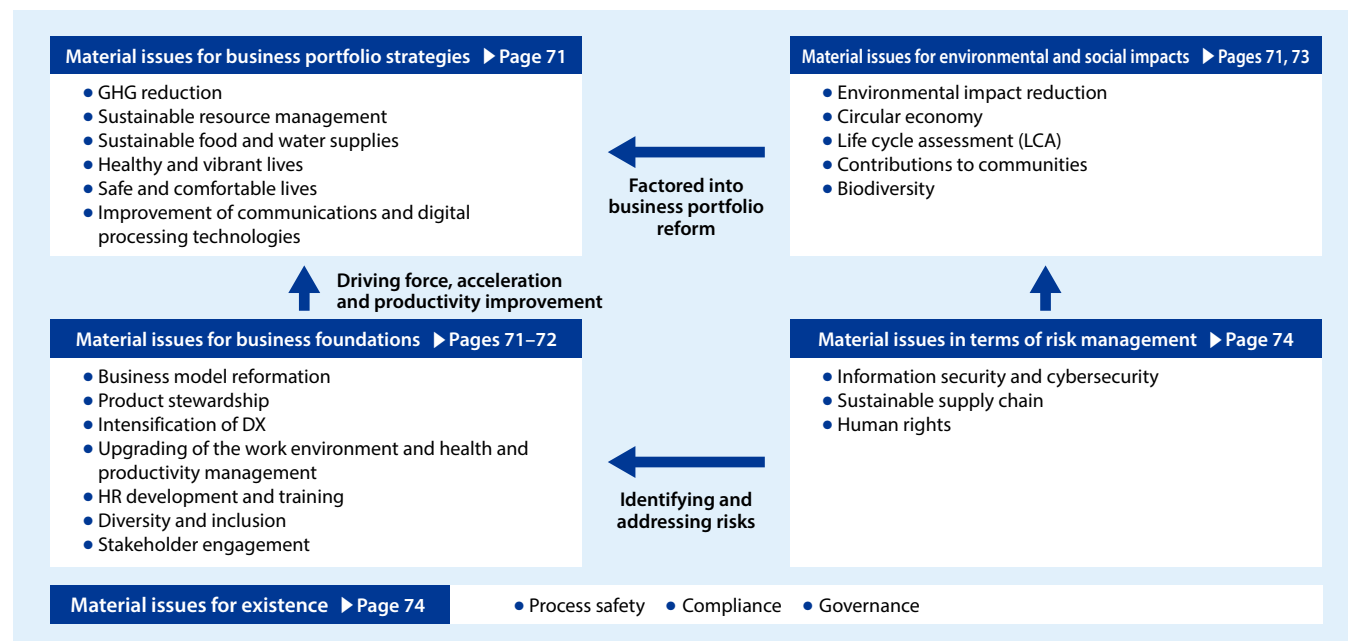 Material issues for business portfolio strategies ▶ Page 71
● GHG reduction
● Sustainable resource management
● Sustainable food and water supplies
● Healthy and vibrant lives
● Safe and comfortable lives
● Improvement of communications and digital
processing technologies
Factored into
business portfolio
reform
Material issues for environmental and social impacts ▶ Pages 71, 73
● Environmental impact reduction
● Circular economy
● Life cycle assessment (LCA)
● Contributions to communities
● Biodiversity
Driving force, acceleration
and productivity improvement
Material issues for business foundations ▶ Pages 71–72
● Business model reformation
● Product stewardship
● Intensification of DX
● Upgrading of the work environment and health and
productivity management
● HR development and training
● Diversity and inclusion
● Stakeholder engagement
Identifying and
addressing risks
Material issues in terms of risk management ▶ Page 74
● Information security and cybersecurity
● Sustainable supply chain
● Human rights
Material issues for existence ▶ Page 74
● Process safety ● Compliance ● Governance